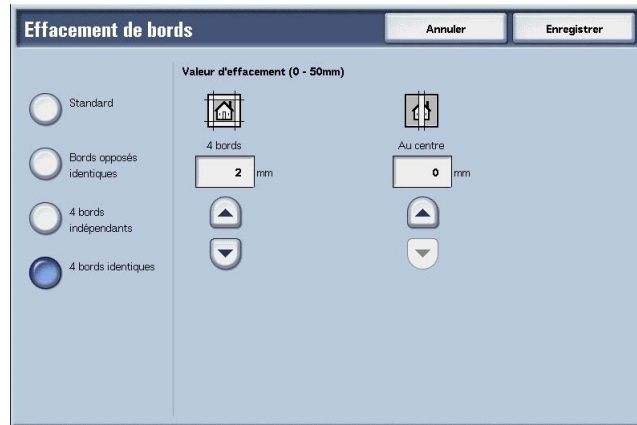 Effacement de bords
Annuler
Enregistrer
Valeur d'effacement (0 - 50mm)
Standard
Bords opposés
identiques
4 bords
indépendants
4 bords identiques
4 bords
2 mm
Au centre
0 mm